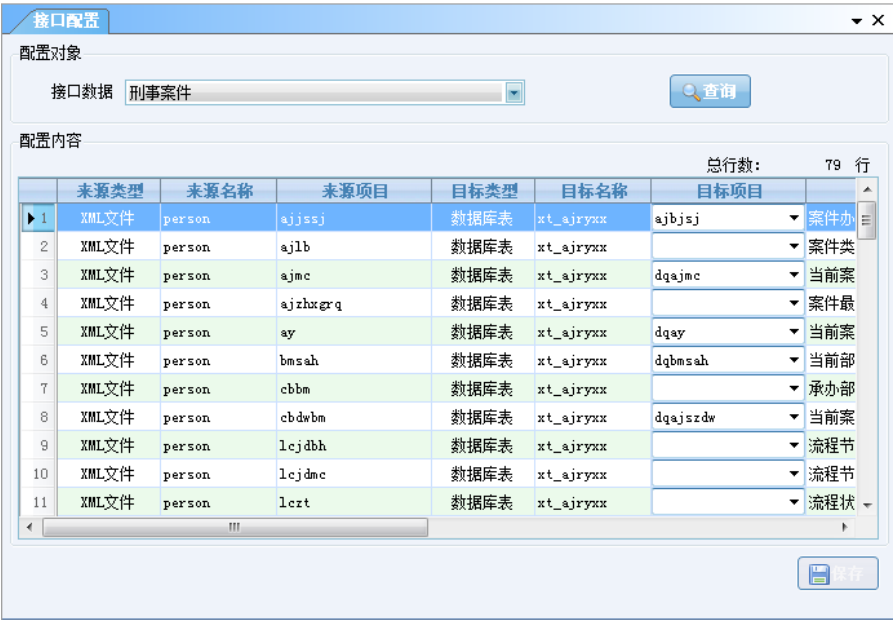 接口配置
配置对象
接口数据 刑事案件 查询
配置内容
总行数: 79 行
来源类型 来源名称 来源项目 目标类型 目标名称 目标项目
1 XML文件 person ajjssj 数据库表 xt_ajryxx ajbjsj 案件办
2 XML文件 person ajlb 数据库表 xt_ajryxx 案件类
3 XML文件 person ajmc 数据库表 xt_ajryxx dqajmc 当前案
4 XML文件 person ajzhxgrq 数据库表 xt_ajryxx 案件最
5 XML文件 person ay 数据库表 xt_ajryxx dqay 当前案
6 XML文件 person bmsah 数据库表 xt_ajryxx dqbmsah 当前部
7 XML文件 person cbbm 数据库表 xt_ajryxx 承办部
8 XML文件 person cbdwbm 数据库表 xt_ajryxx dqajszdw 当前案
9 XML文件 person lcjdbh 数据库表 xt_ajryxx 流程节
10 XML文件 person lcjdmc 数据库表 xt_ajryxx 流程节
11 XML文件 person lczt 数据库表 xt_ajryxx 流程状
保存